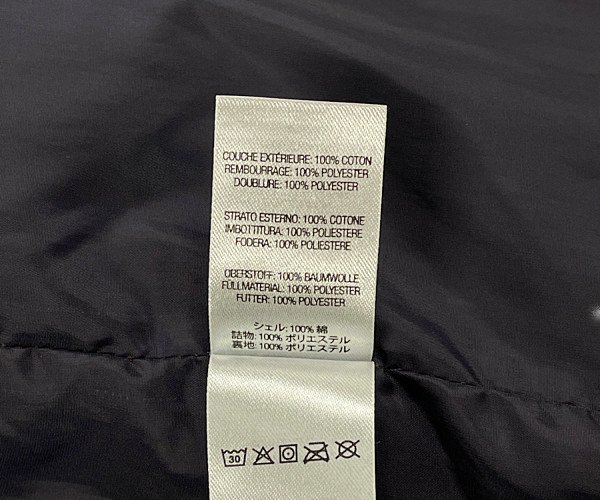 COUCHE EXTÉRIEURE: 100% COTON
REMBOURRAGE: 100% POLYESTER
DOUBLURE: 100% POLYESTER
STRATO ESTERNO: 100% COTONE
IMBOTTITURA: 100% POLIESTERE
FODERA: 100% POLIESTERE
OBERSTOFF: 100% BAUMWOLLE
FÜLLMATERIAL: 100% POLYESTER
FUTTER: 100% POLYESTER
シェル: 100% 綿
詰物: 100% ポリエステル
裏地: 100% ポリエステル
30